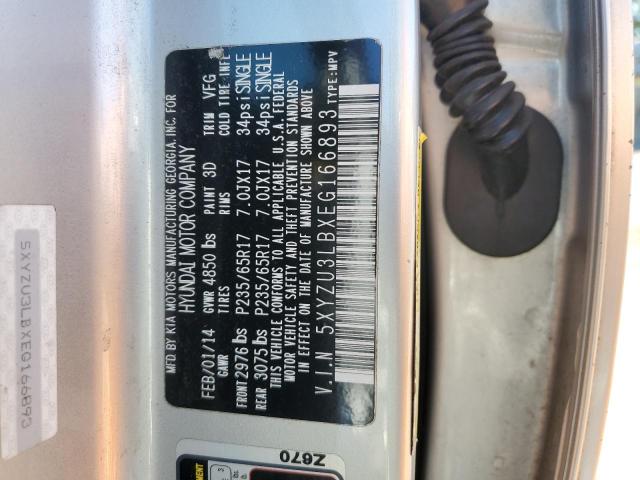 MFD BY KIA MOTORS MANUFACTURING GEORGIA, INC. FOR
HYUNDAI MOTOR COMPANY
FEB/01/14 GVWR 4850 lbs PAINT 3D TRIM VFG
GAWR TIRES RIMS COLD TIRE INFL
FRONT 2976 lbs P235/65R17 7.0JX17 34psi SINGLE
REAR 3075 lbs P235/65R17 7.0JX17 34psi SINGLE
THIS VEHICLE CONFORMS TO ALL APPLICABLE U.S.A. FEDERAL
MOTOR VEHICLE SAFETY AND THEFT PREVENTION STANDARDS
IN EFFECT ON THE DATE OF MANUFACTURE SHOWN ABOVE
V.I.N 5XYZU3LBXEG166893 TYPE:MPV
5XYZU3LBXEG166893
Z670